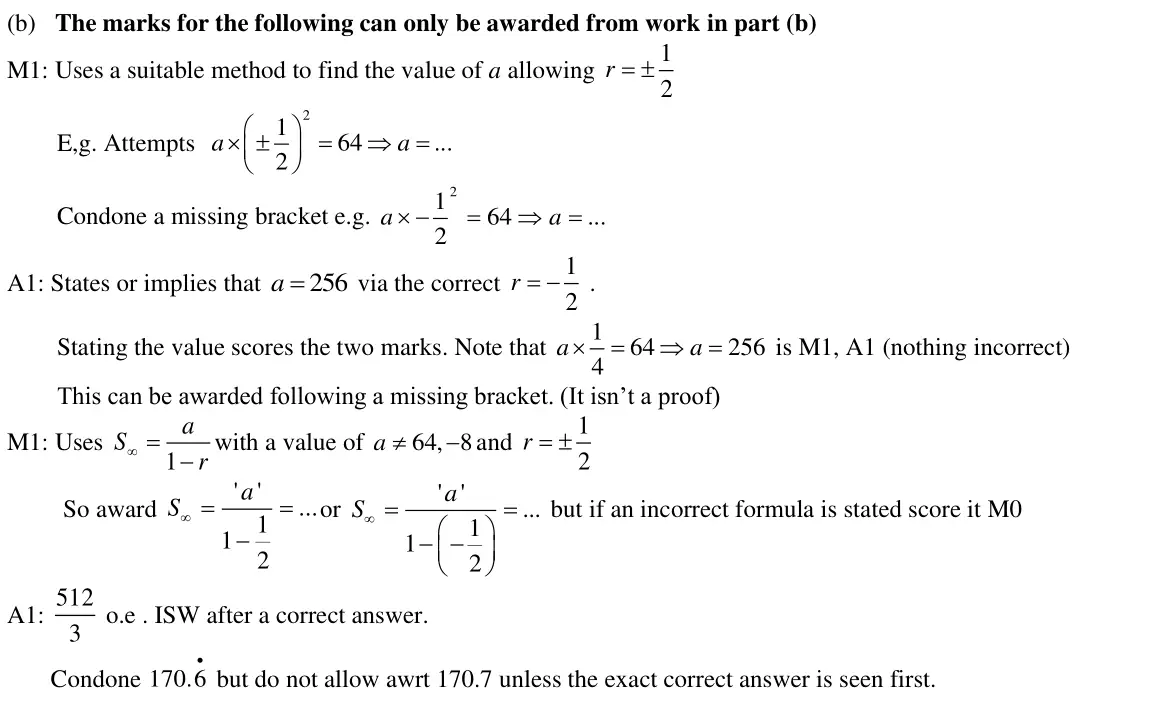 (b) The marks for the following can only be awarded from work in part (b)
M1: Uses a suitable method to find the value of a allowing r = ±1/2
E,g. Attempts a×(±1/2)² = 64 ⇒ a = ...
Condone a missing bracket e.g. a×−1²/2 = 64 ⇒ a = ...
A1: States or implies that a = 256 via the correct r = −1/2 .
Stating the value scores the two marks. Note that a×1/4 = 64 ⇒ a = 256 is M1, A1 (nothing incorrect)
This can be awarded following a missing bracket. (It isn't a proof)
M1: Uses S∞ = a/(1−r) with a value of a ≠ 64, −8 and r = ±1/2
So award S∞ = 'a'/(1−1/2) = ... or S∞ = 'a'/(1−(−1/2)) = ... but if an incorrect formula is stated score it M0
A1: 512/3 o.e . ISW after a correct answer.
Condone 170.6̇ but do not allow awrt 170.7 unless the exact correct answer is seen first.